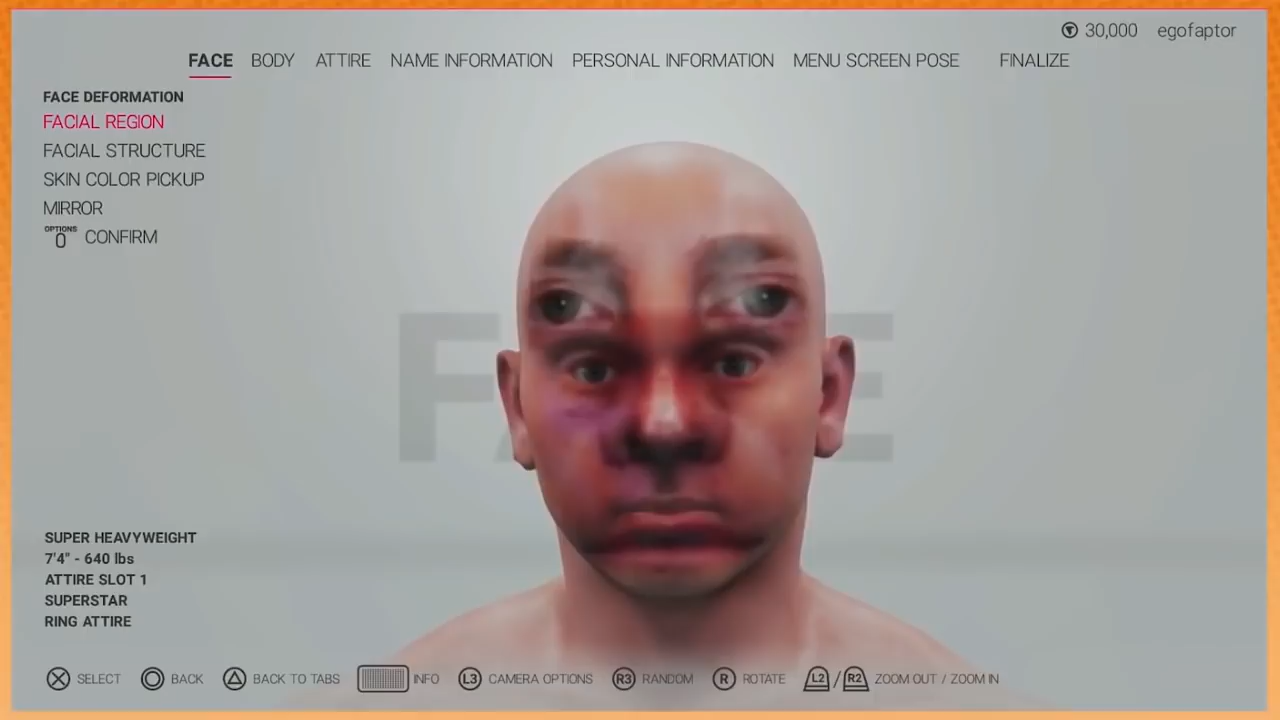 30,000 egofaptor
FACE BODY ATTIRE NAME INFORMATION PERSONAL INFORMATION MENU SCREEN POSE FINALIZE
FACE DEFORMATION
FACIAL REGION
FACIAL STRUCTURE
SKIN COLOR PICKUP
MIRROR
OPTIONS CONFIRM
FACE
SUPER HEAVYWEIGHT
7'4" - 640 lbs
ATTIRE SLOT 1
SUPERSTAR
RING ATTIRE
SELECT BACK BACK TO TABS INFO L3 CAMERA OPTIONS R3 RANDOM R ROTATE L2 / R2 ZOOM OUT / ZOOM IN